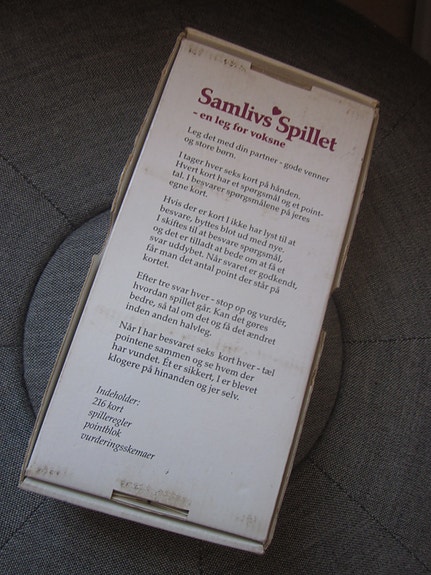 Samlivs Spillet
- en leg for voksne
Leg det med din partner - gode venner
og store børn.
I tager hver seks kort på hånden.
Hvert kort har et spørgsmål og et point-
tal. I besvarer spørgsmålene på jeres
egne kort.
Hvis der er kort I ikke har lyst til at
besvare, byttes blot ud med nye.
I skiftes til at besvare spørgsmål,
og det er tilladt at bede om at få et
svar uddybet. Når svaret er godkendt,
får man det antal point der står på
kortet.
Efter tre svar hver - stop op og vurdér,
hvordan spillet går. Kan det gøres
bedre, så tal om det og få det ændret
inden anden halvleg.
Når I har besvaret seks kort hver - tæl
pointene sammen og se hvem der
har vundet. Ét er sikkert, I er blevet
klogere på hinanden og jer selv.
Indeholder:
216 kort
spilleregler
pointblok
vurderingsskemaer